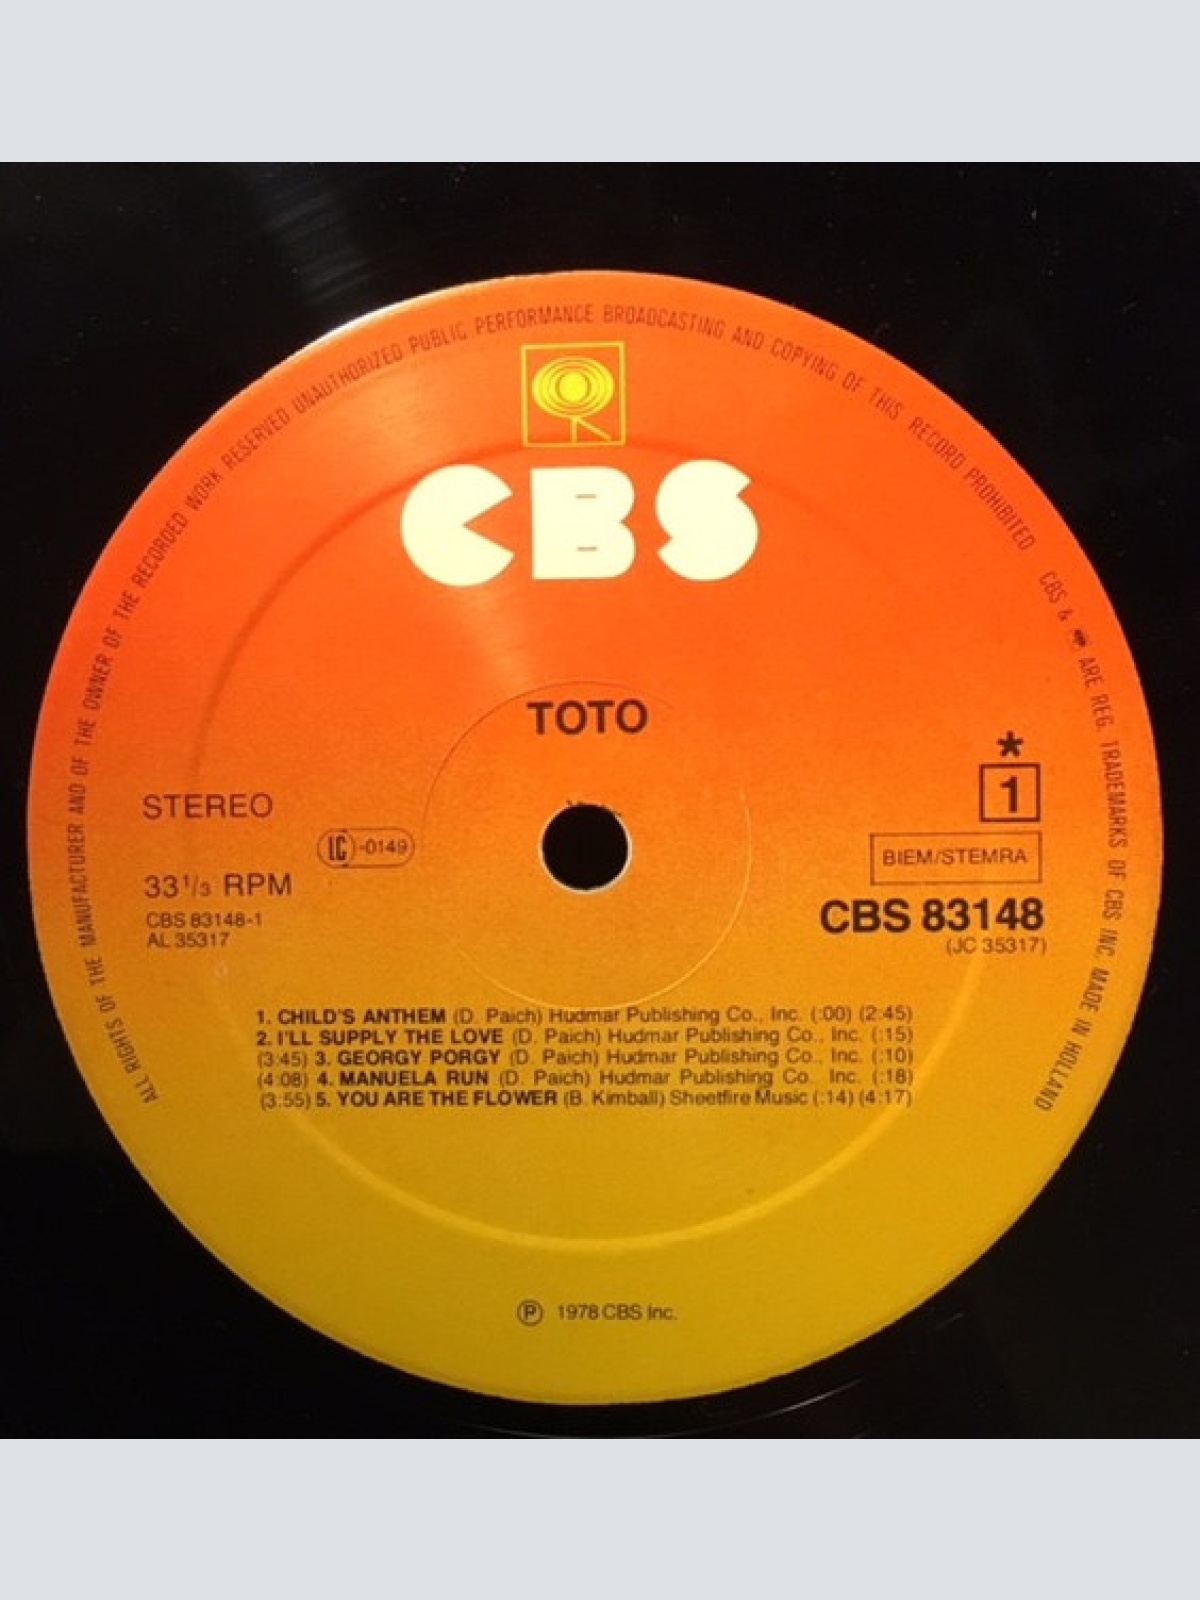 ALL RIGHTS OF THE MANUFACTURER AND OF THE OWNER OF THE RECORDED WORK RESERVED UNAUTHORIZED PUBLIC PERFORMANCE BROADCASTING AND COPYING OF THIS RECORD PROHIBITED CBS & ARE REG. TRADEMARKS OF CBS INC. MADE IN HOLLAND
CBS
TOTO
*
1
STEREO
LC -0149
BIEM/STEMRA
33 1/3 RPM
CBS 83148
CBS 83148-1
(JC 35317)
AL 35317
1. CHILD'S ANTHEM (D. Paich) Hudmar Publishing Co., Inc. (:00) (2:45)
2. I'LL SUPPLY THE LOVE (D. Paich) Hudmar Publishing Co., Inc. (:15)
(3:45) 3. GEORGY PORGY (D. Paich) Hudmar Publishing Co., Inc. (:10)
(4:08) 4. MANUELA RUN (D. Paich) Hudmar Publishing Co. Inc. (:18)
(3:55) 5. YOU ARE THE FLOWER (B. Kimball) Sheetfire Music (:14) (4:17)
℗ 1978 CBS Inc.